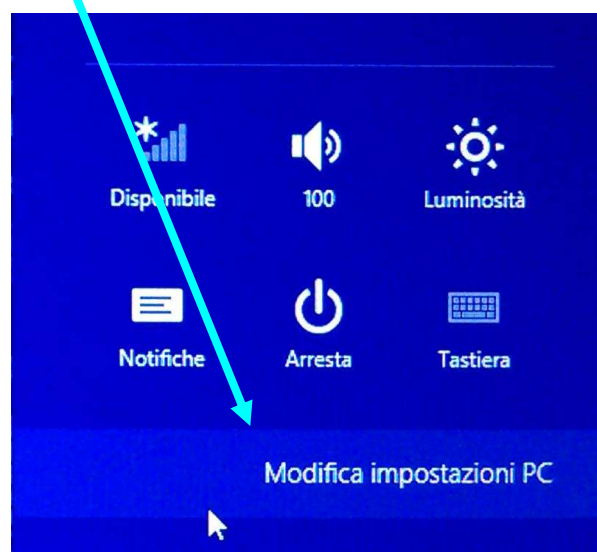 Disponibile
100
Luminosità
Notifiche
Arresta
Tastiera
Modifica impostazioni PC